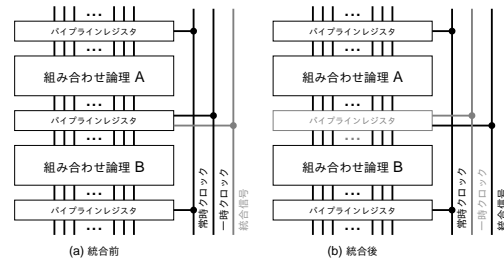 ...
パイプラインレジスタ
...
組み合わせ論理 A
...
パイプラインレジスタ
...
組み合わせ論理 B
...
パイプラインレジスタ
...
常時クロック
一時クロック
統合信号
(a) 統合前
...
パイプラインレジスタ
...
組み合わせ論理 A
...
パイプラインレジスタ
...
組み合わせ論理 B
...
パイプラインレジスタ
...
常時クロック
一時クロック
統合信号
(b) 統合後